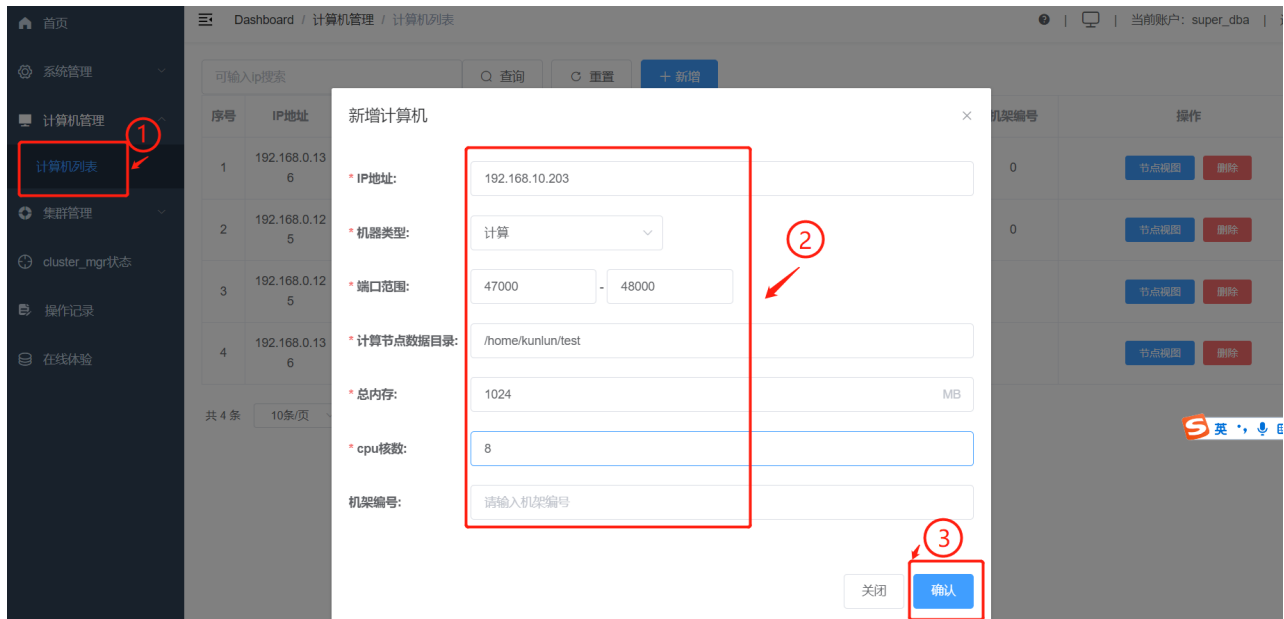 首页
Dashboard / 计算机管理 / 计算机列表
? | | 当前账户：super_dba |
系统管理
可输入ip搜索
查询
重置
+ 新增
计算机管理
1
计算机列表
集群管理
cluster_mgr状态
操作记录
在线体验
序号 IP地址 机架编号 操作
1 192.168.0.13
6 0 节点视图 删除
2 192.168.0.12
5 0 节点视图 删除
3 192.168.0.12
5 节点视图 删除
4 192.168.0.13
6 节点视图 删除
共 4 条 10条/页
新增计算机 ×
* IP地址: 192.168.10.203
* 机器类型: 计算
2
* 端口范围: 47000 - 48000
* 计算节点数据目录: /home/kunlun/test
* 总内存: 1024 MB
* cpu核数: 8
机架编号: 请输入机架编号
3
关闭 确认
S 英